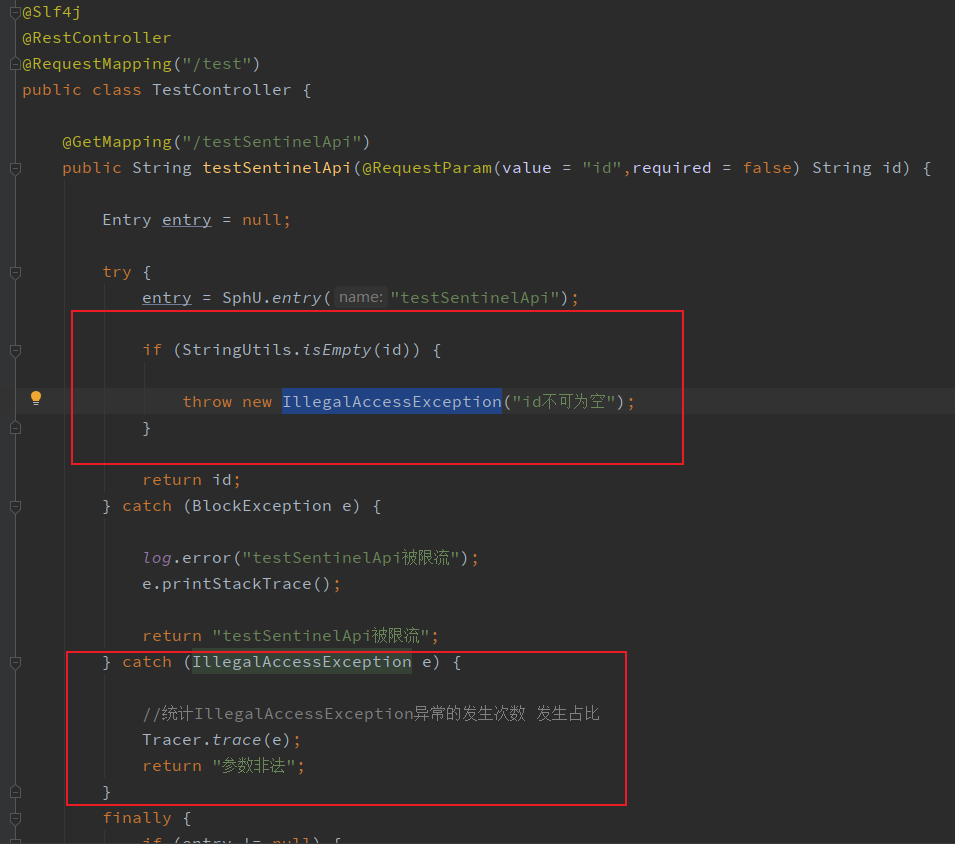 @Slf4j
@RestController
@RequestMapping("/test")
public class TestController {
@GetMapping("/testSentinelApi")
public String testSentinelApi(@RequestParam(value = "id",required = false) String id) {
Entry entry = null;
try {
entry = SphU.entry( name: "testSentinelApi");
if (StringUtils.isEmpty(id)) {
throw new IllegalAccessException("id不可为空");
}
return id;
} catch (BlockException e) {
log.error("testSentinelApi被限流");
e.printStackTrace();
return "testSentinelApi被限流";
} catch (IllegalAccessException e) {
//统计IllegalAccessException异常的发生次数 发生占比
Tracer.trace(e);
return "参数非法";
}
finally {
if (entry != null) {